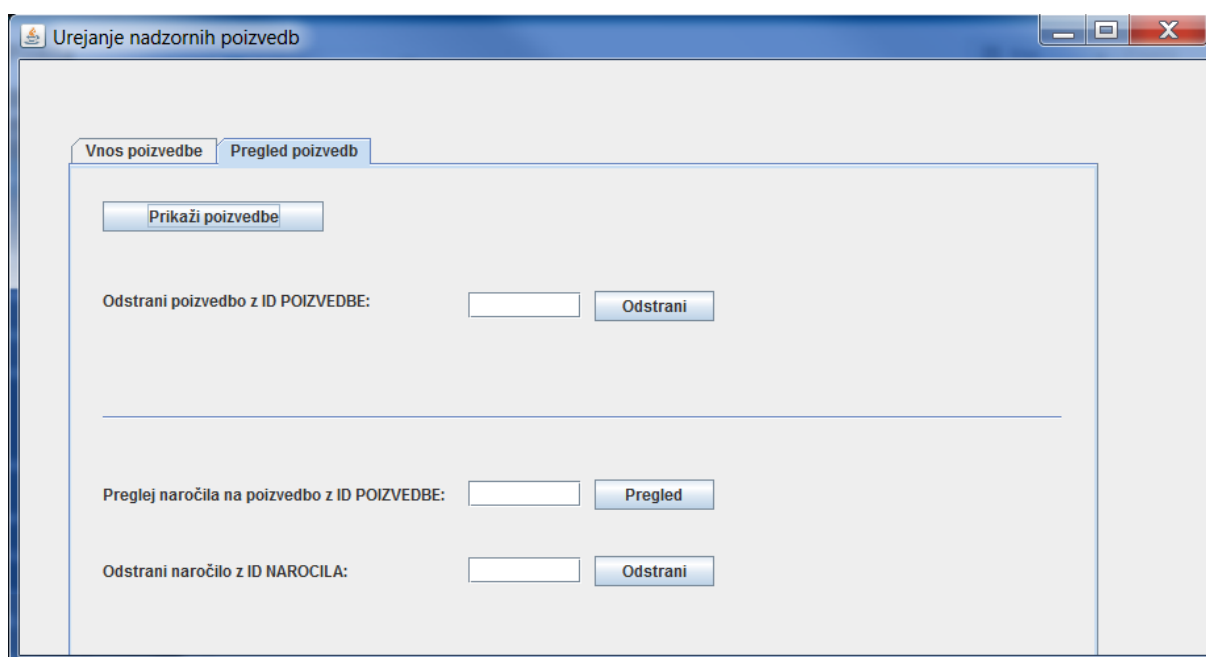 Urejanje nadzornih poizvedb
Vnos poizvedbe Pregled poizvedb
Prikaži poizvedbe
Odstrani poizvedbo z ID POIZVEDBE: Odstrani
Preglej naročila na poizvedbo z ID POIZVEDBE: Pregled
Odstrani naročilo z ID NAROCILA: Odstrani